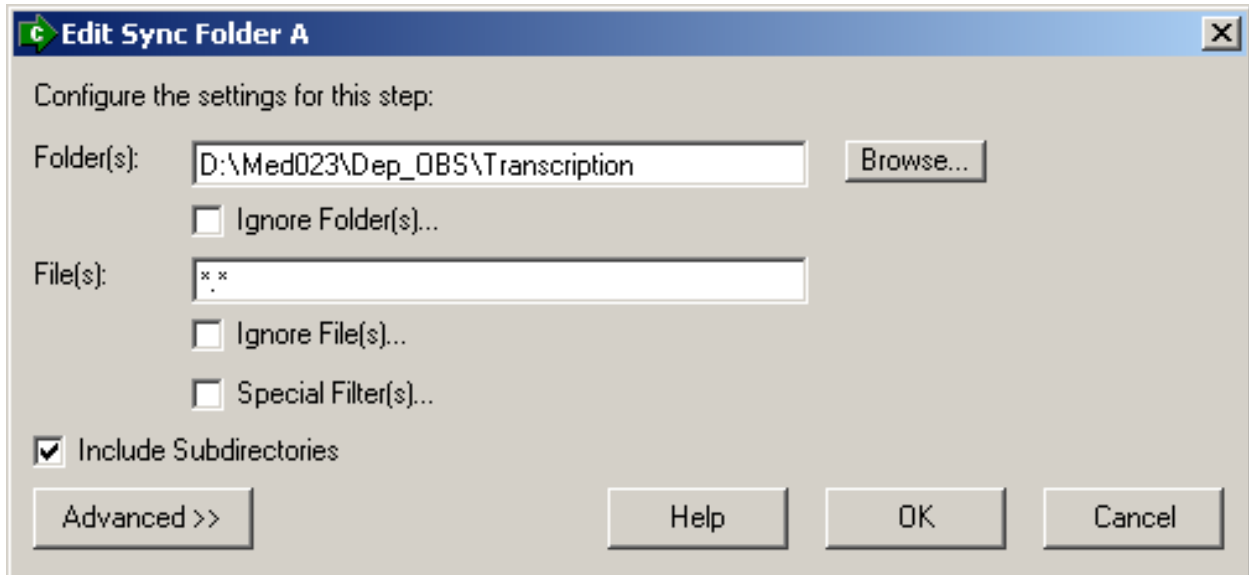 C Edit Sync Folder A
Configure the settings for this step:
Folder(s): D:\Med023\Dep_OBS\Transcription Browse...
Ignore Folder(s)...
File(s): *.*
Ignore File(s)...
Special Filter(s)...
Include Subdirectories
Advanced >> Help OK Cancel